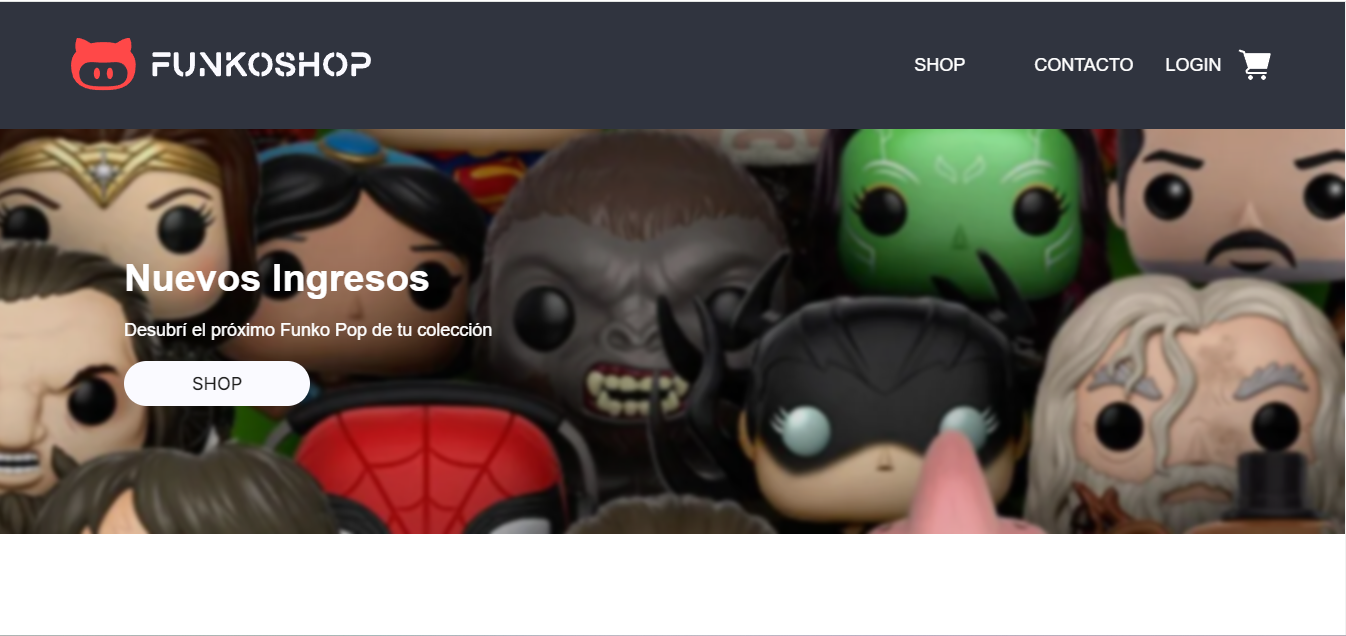 FUNKOSHOP
SHOP CONTACTO LOGIN
Nuevos Ingresos
Desubrí el próximo Funko Pop de tu colección
SHOP